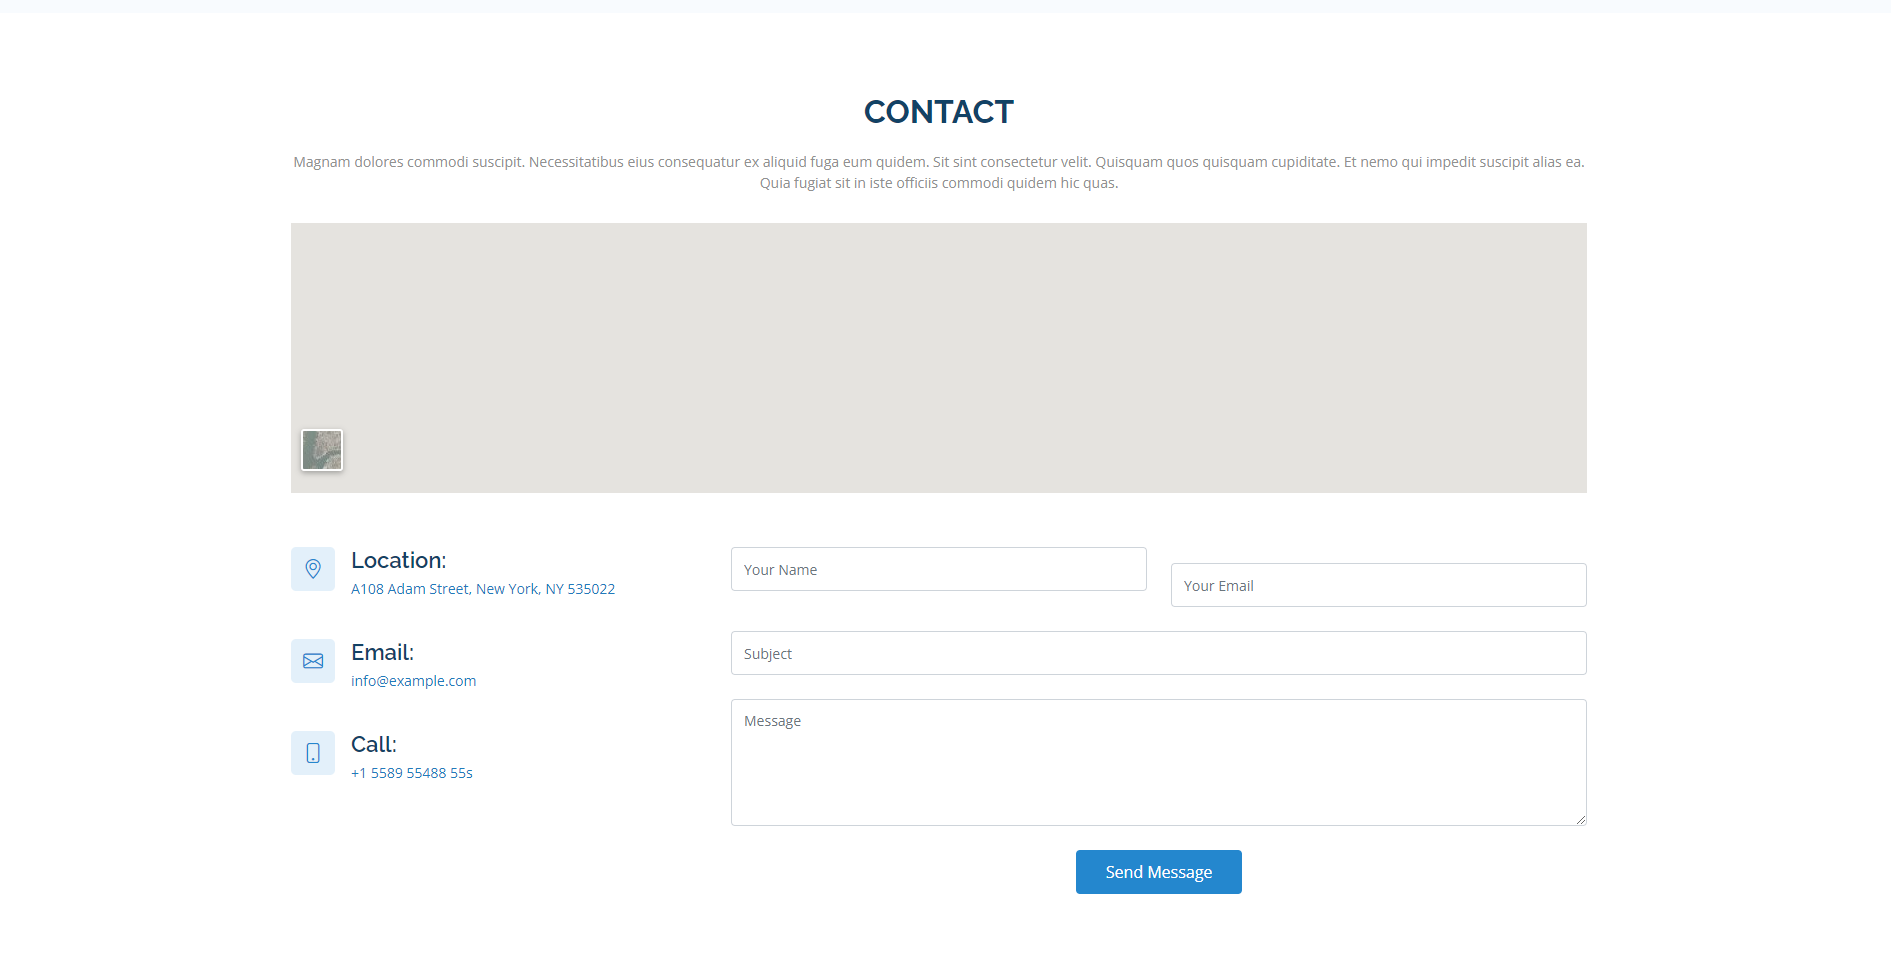 CONTACT
Magnam dolores commodi suscipit. Necessitatibus eius consequatur ex aliquid fuga eum quidem. Sit sint consectetur velit. Quisquam quos quisquam cupiditate. Et nemo qui impedit suscipit alias ea.
Quia fugiat sit in iste officiis commodi quidem hic quas.
Location:
A108 Adam Street, New York, NY 535022
Email:
info@example.com
Call:
+1 5589 55488 55s
Your Name
Your Email
Subject
Message
Send Message